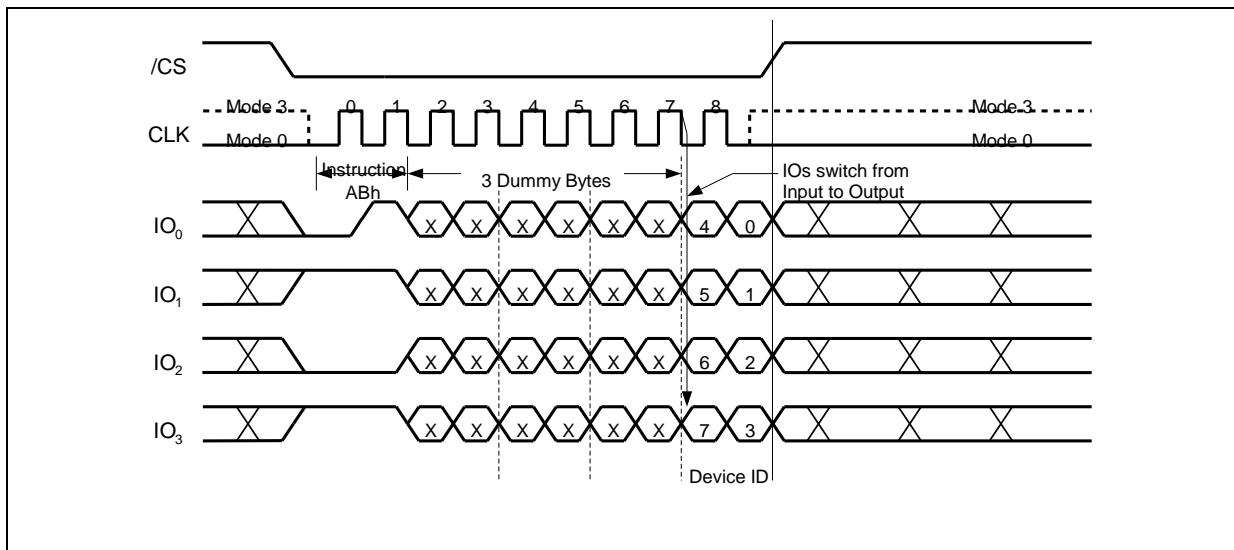 /CS
Mode 3 0 1 2 3 4 5 6 7 8 Mode 3
CLK Mode 0 Mode 0
Instruction ABh
3 Dummy Bytes
IOs switch from
Input to Output
IO0 X X X X X X 4 0
IO1 X X X X X X 5 1
IO2 X X X X X X 6 2
IO3 X X X X X X 7 3
Device ID